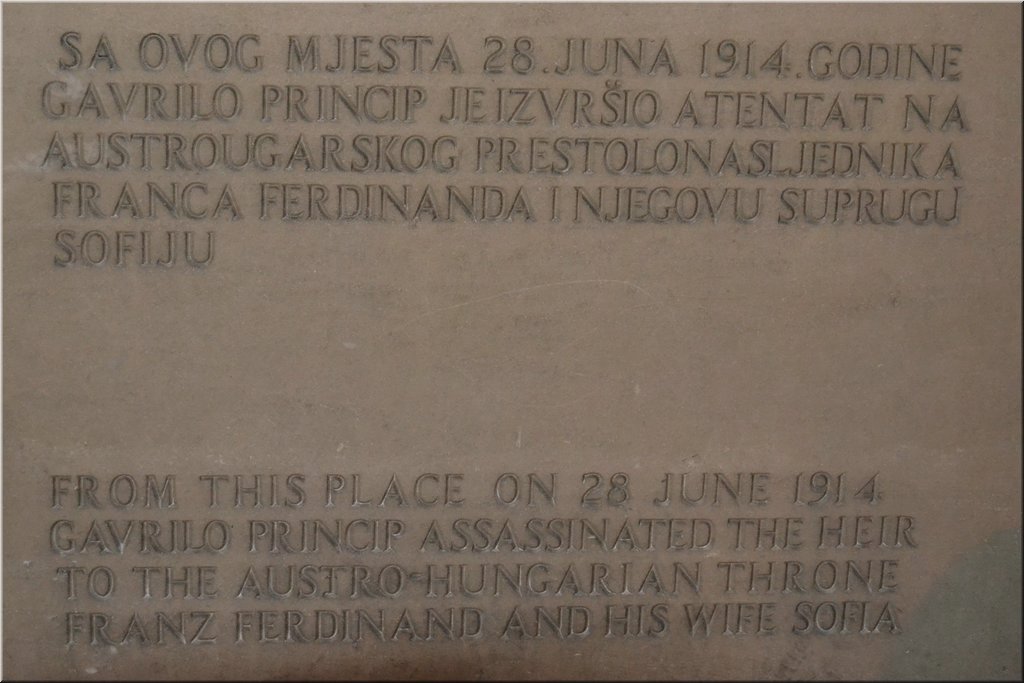 SA OVOG MJESTA 28. JUNA 1914. GODINE
GAVRILO PRINCIP JE IZVRŠIO ATENTAT NA
AUSTROUGARSKOG PRESTOLONASLJEDNIKA
FRANCA FERDINANDA I NJEGOVU SUPRUGU
SOFIJU
FROM THIS PLACE ON 28 JUNE 1914.
GAVRILO PRINCIP ASSASSINATED THE HEIR
TO THE AUSTRO-HUNGARIAN THRONE
FRANZ FERDINAND AND HIS WIFE SOFIA